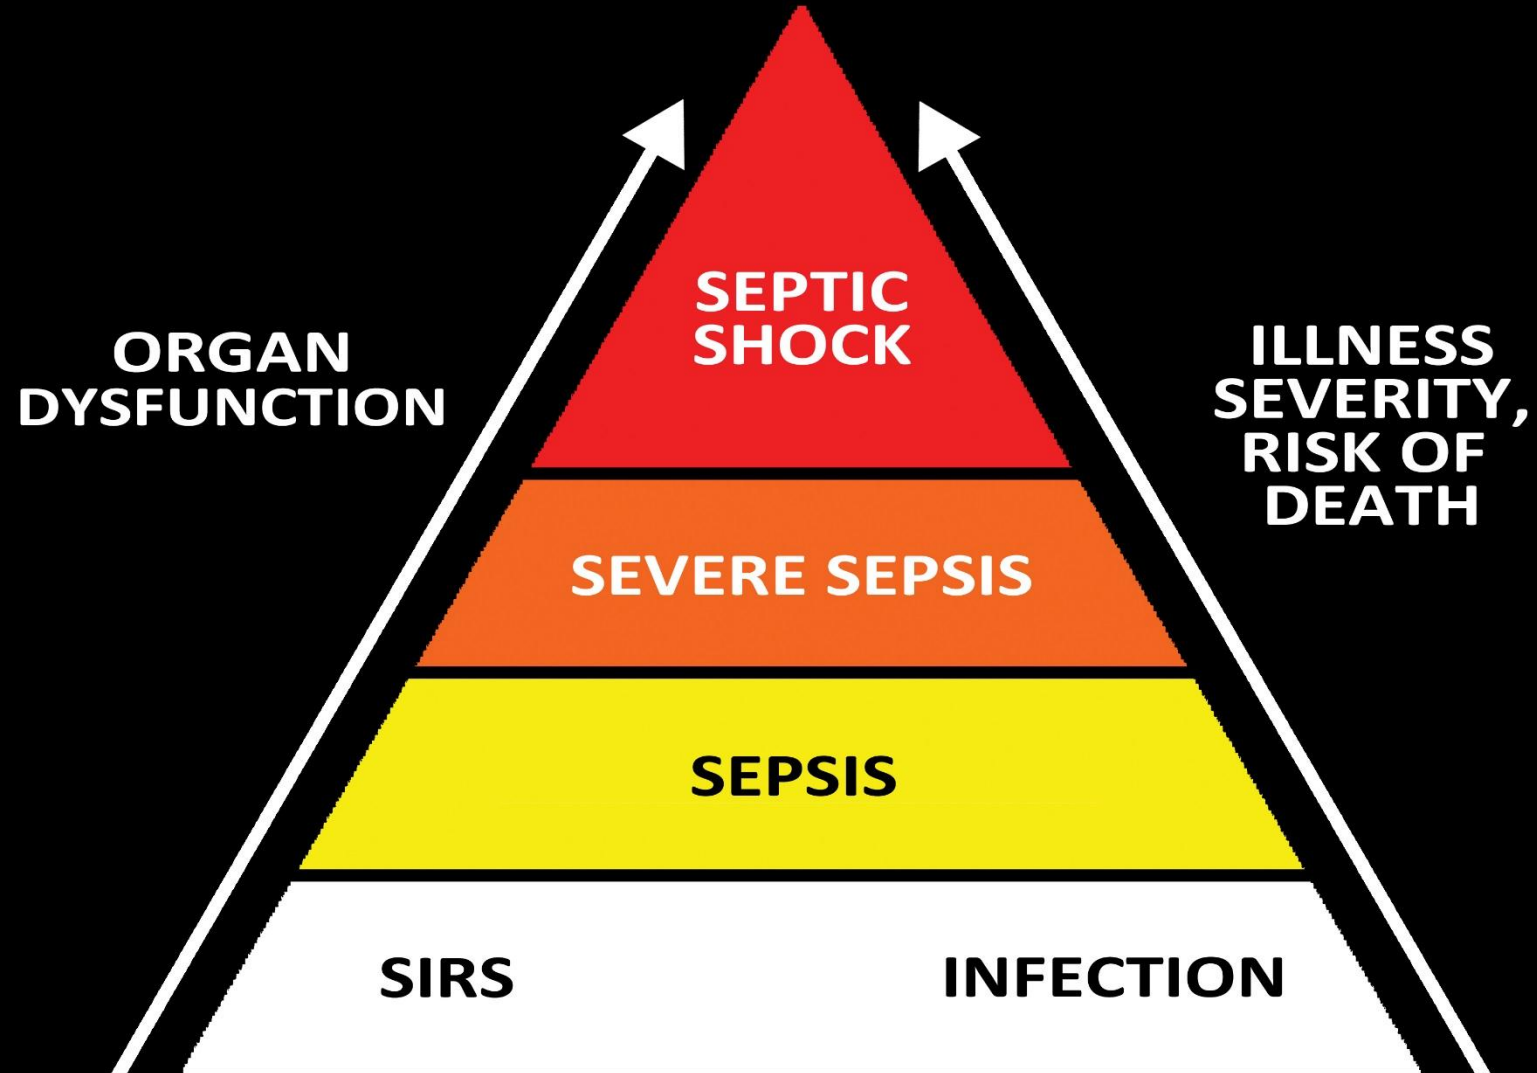 SEPTIC
SHOCK
ORGAN
DYSFUNCTION
ILLNESS
SEVERITY,
RISK OF
DEATH
SEVERE SEPSIS
SEPSIS
SIRS
INFECTION